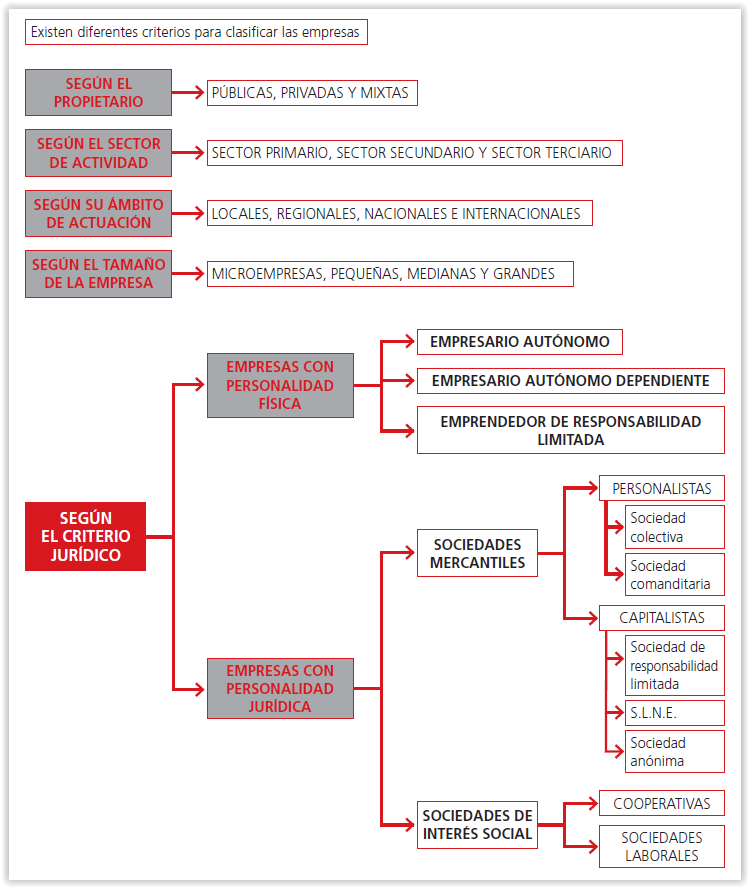 Existen diferentes criterios para clasificar las empresas
SEGÚN EL
PROPIETARIO
PÚBLICAS, PRIVADAS Y MIXTAS
SEGÚN EL SECTOR
DE ACTIVIDAD
SECTOR PRIMARIO, SECTOR SECUNDARIO Y SECTOR TERCIARIO
SEGÚN SU ÁMBITO
DE ACTUACIÓN
LOCALES, REGIONALES, NACIONALES E INTERNACIONALES
SEGÚN EL TAMAÑO
DE LA EMPRESA
MICROEMPRESAS, PEQUEÑAS, MEDIANAS Y GRANDES
SEGÚN
EL CRITERIO
JURÍDICO
EMPRESAS CON
PERSONALIDAD
FÍSICA
EMPRESARIO AUTÓNOMO
EMPRESARIO AUTÓNOMO DEPENDIENTE
EMPRENDEDOR DE RESPONSABILIDAD
LIMITADA
EMPRESAS CON
PERSONALIDAD
JURÍDICA
SOCIEDADES
MERCANTILES
PERSONALISTAS
Sociedad
colectiva
Sociedad
comanditaria
CAPITALISTAS
Sociedad de
responsabilidad
limitada
S.L.N.E.
Sociedad
anónima
SOCIEDADES DE
INTERÉS SOCIAL
COOPERATIVAS
SOCIEDADES
LABORALES